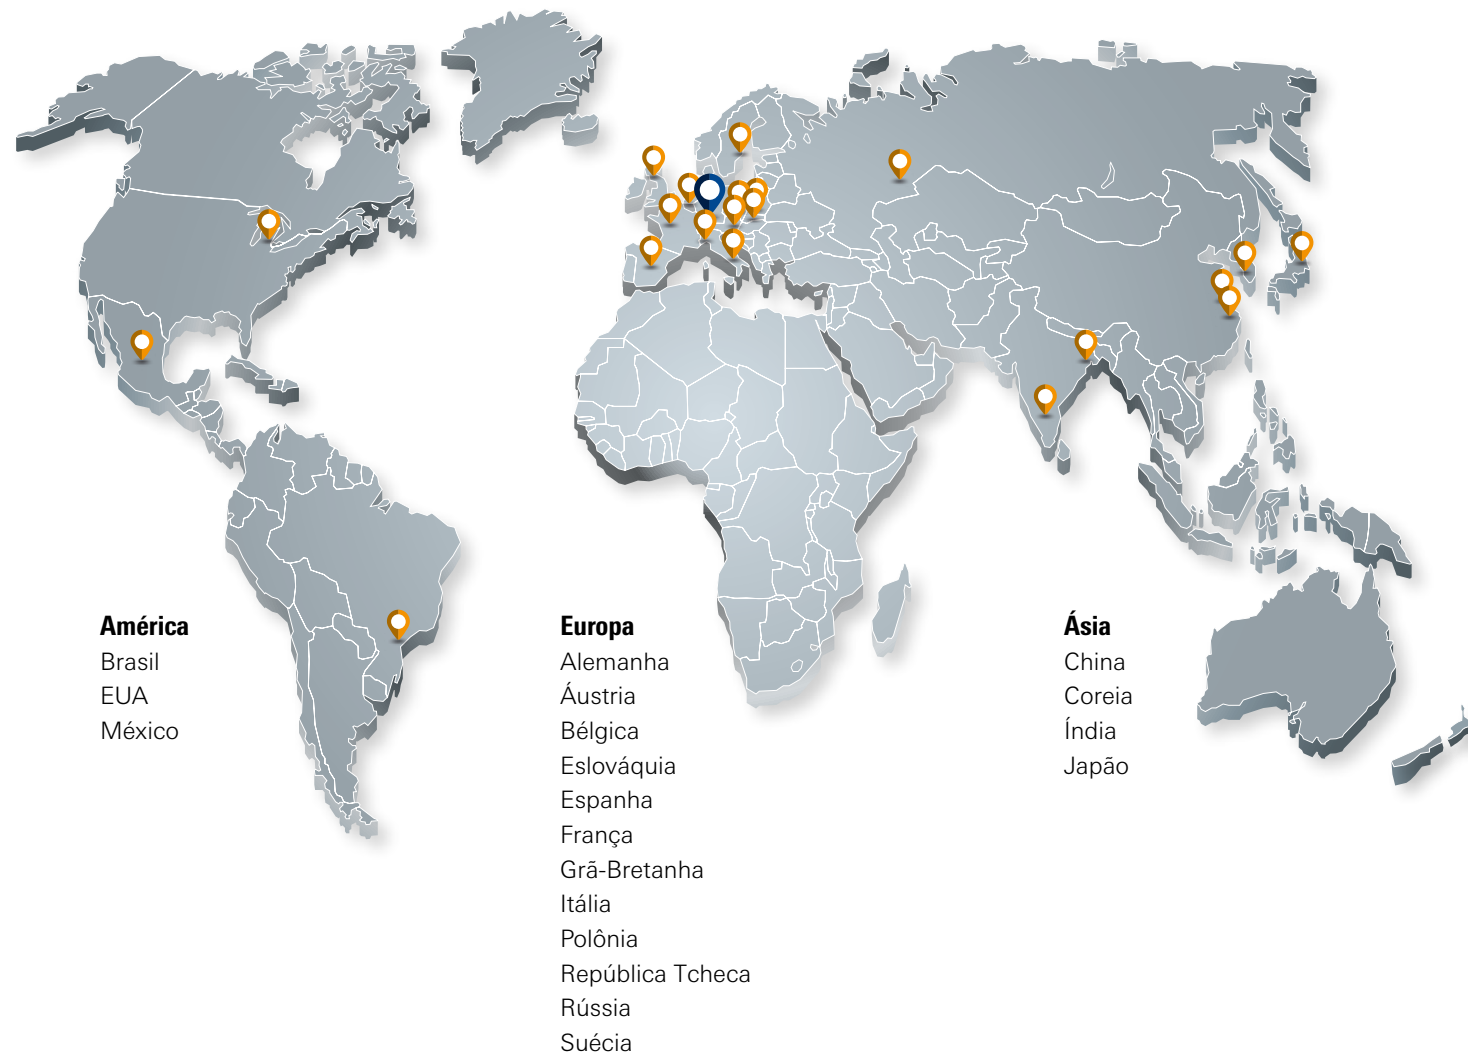 América
Brasil
EUA
México
Europa
Alemanha
Áustria
Bélgica
Eslováquia
Espanha
França
Grã-Bretanha
Itália
Polônia
República Tcheca
Rússia
Suécia
Ásia
China
Coreia
Índia
Japão